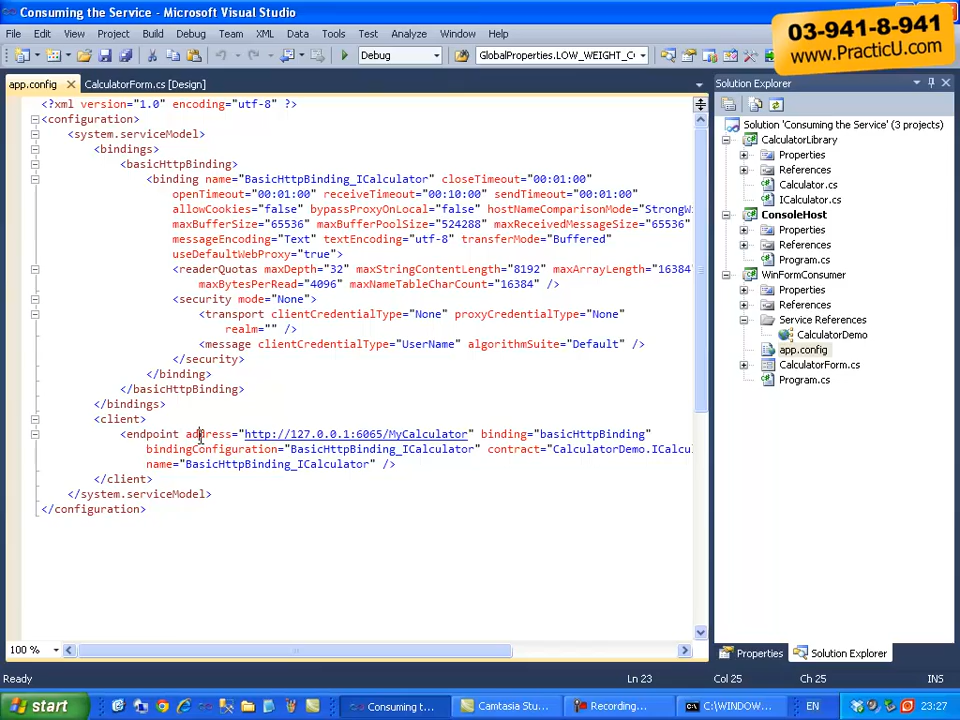 Consuming the Service - Microsoft Visual Studio
03-941-8-941
www.PracticU.com
File Edit View Project Build Debug Team XML Data Tools Test Analyze Window Help
Debug GlobalProperties.LOW_WEIGHT_C
app.config CalculatorForm.cs [Design]
<?xml version="1.0" encoding="utf-8" ?>
<configuration>
<system.serviceModel>
<bindings>
<basicHttpBinding>
<binding name="BasicHttpBinding_ICalculator" closeTimeout="00:01:00"
openTimeout="00:01:00" receiveTimeout="00:10:00" sendTimeout="00:01:00"
allowCookies="false" bypassProxyOnLocal="false" hostNameComparisonMode="StrongW
maxBufferSize="65536" maxBufferPoolSize="524288" maxReceivedMessageSize="65536"
messageEncoding="Text" textEncoding="utf-8" transferMode="Buffered"
useDefaultWebProxy="true">
<readerQuotas maxDepth="32" maxStringContentLength="8192" maxArrayLength="16384"
maxBytesPerRead="4096" maxNameTableCharCount="16384" />
<security mode="None">
<transport clientCredentialType="None" proxyCredentialType="None"
realm="" />
<message clientCredentialType="UserName" algorithmSuite="Default" />
</security>
</binding>
</basicHttpBinding>
</bindings>
<client>
<endpoint address="http://127.0.0.1:6065/MyCalculator" binding="basicHttpBinding"
bindingConfiguration="BasicHttpBinding_ICalculator" contract="CalculatorDemo.ICalcu
name="BasicHttpBinding_ICalculator" />
</client>
</system.serviceModel>
</configuration>
100 %
Solution Explorer
Solution 'Consuming the Service' (3 projects)
CalculatorLibrary
Properties
References
Calculator.cs
ICalculator.cs
ConsoleHost
Properties
References
Program.cs
WinFormConsumer
Properties
References
Service References
CalculatorDemo
app.config
CalculatorForm.cs
Program.cs
Properties Solution Explorer
Ready Ln 23 Col 25 Ch 25 INS
start Consuming t... Camtasia Stu... Recording... C:\WINDOW... EN 23:27